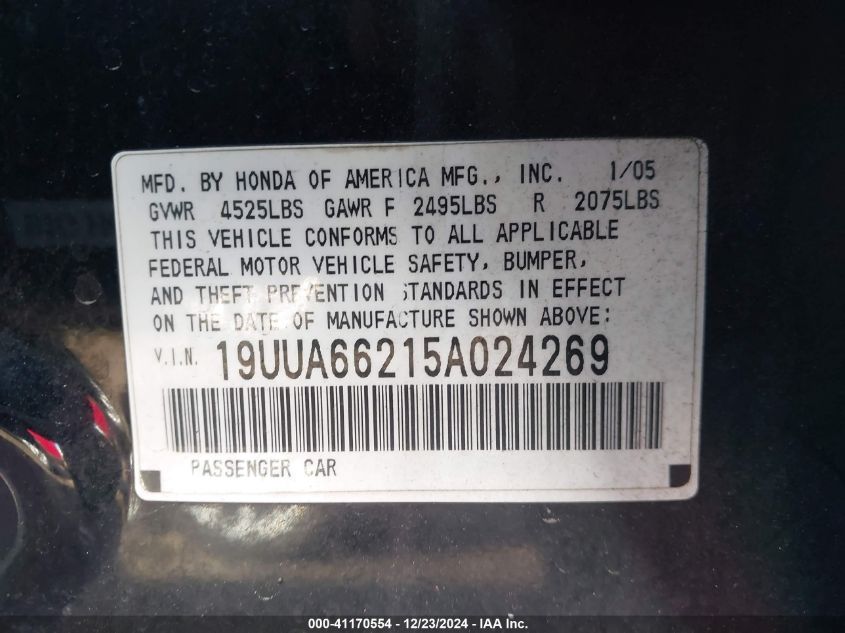 MFD. BY HONDA OF AMERICA MFG., INC. 1/05
GVWR 4525LBS GAWR F 2495LBS R 2075LBS
THIS VEHICLE CONFORMS TO ALL APPLICABLE
FEDERAL MOTOR VEHICLE SAFETY, BUMPER,
AND THEFT PREVENTION STANDARDS IN EFFECT
ON THE DATE OF MANUFACTURE SHOWN ABOVE:
V.I.N. 19UUA66215A024269
PASSENGER CAR
000-41170554 - 12/23/2024 - IAA Inc.